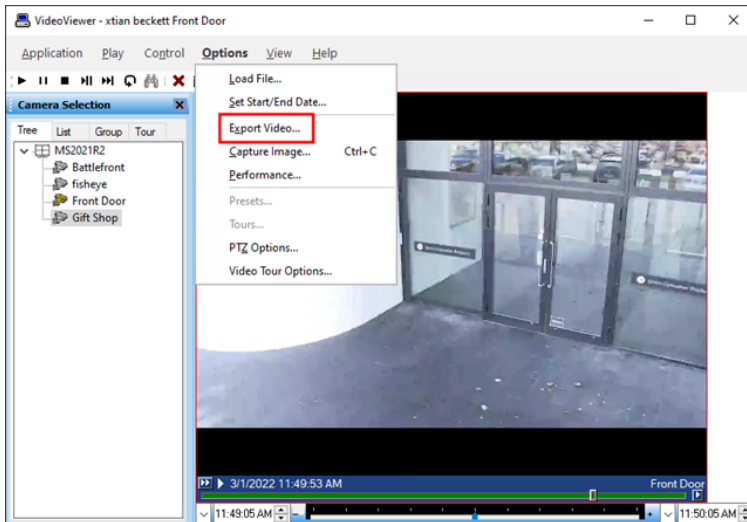 VideoViewer - xtian beckett Front Door
Application Play Control Options View Help
Load File...
Set Start/End Date...
Export Video...
Capture Image... Ctrl+C
Performance...
Presets...
Tours...
PTZ Options...
Video Tour Options...
Camera Selection
Tree List Group Tour
MS2021R2
Battlefront
fisheye
Front Door
Gift Shop
3/1/2022 11:49:53 AM Front Door
11:49:05 AM 11:50:05 AM